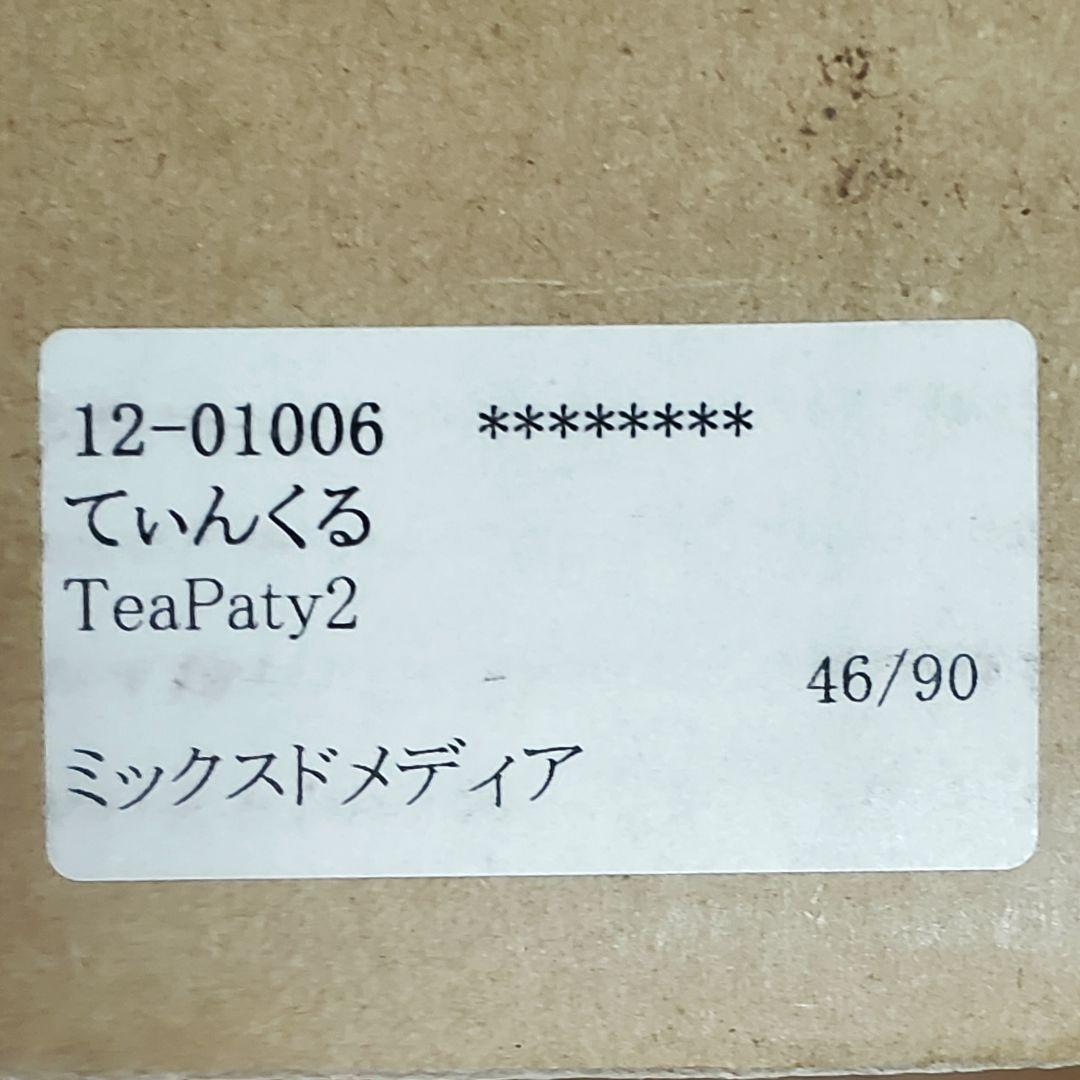 12-01006 ********
てぃんくる
TeaPaty2
46/90
ミックスドメディア